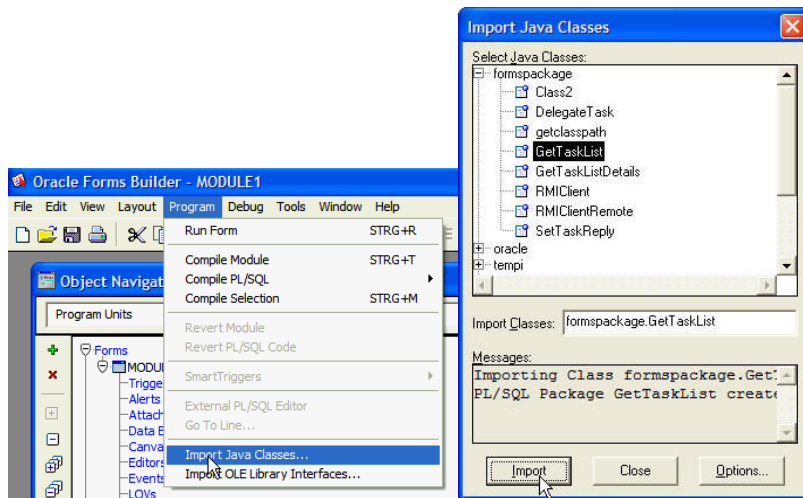 Oracle Forms Builder - MODULE1
File Edit View Layout Program Debug Tools Window Help
Run Form STRG+R
Compile Module STRG+T
Compile PL/SQL
Compile Selection STRG+M
Revert Module
Revert PL/SQL Code
SmartTriggers
External PL/SQL Editor
Go To Line...
Import Java Classes...
Import OLE Library Interfaces...
Object Navigat
Program Units
Forms
MODU
Trigge
Alerts
Attach
Data B
Canva
Editors
Events
LOVs
Import Java Classes
Select Java Classes:
formspackage
Class2
DelegateTask
getclasspath
GetTaskList
GetTaskListDetails
RMIClient
RMIClientRemote
SetTaskReply
oracle
tempi
Import Classes: formspackage.GetTaskList
Messages:
Importing Class formspackage.GetT
PL/SQL Package GetTaskList create
Import Close Options...